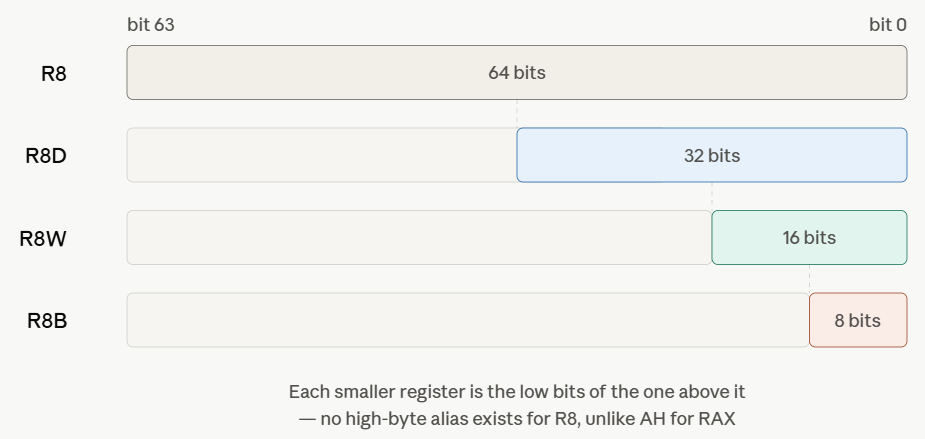 bit 63 bit 0
R8 64 bits
R8D 32 bits
R8W 16 bits
R8B 8 bits
Each smaller register is the low bits of the one above it
— no high-byte alias exists for R8, unlike AH for RAX